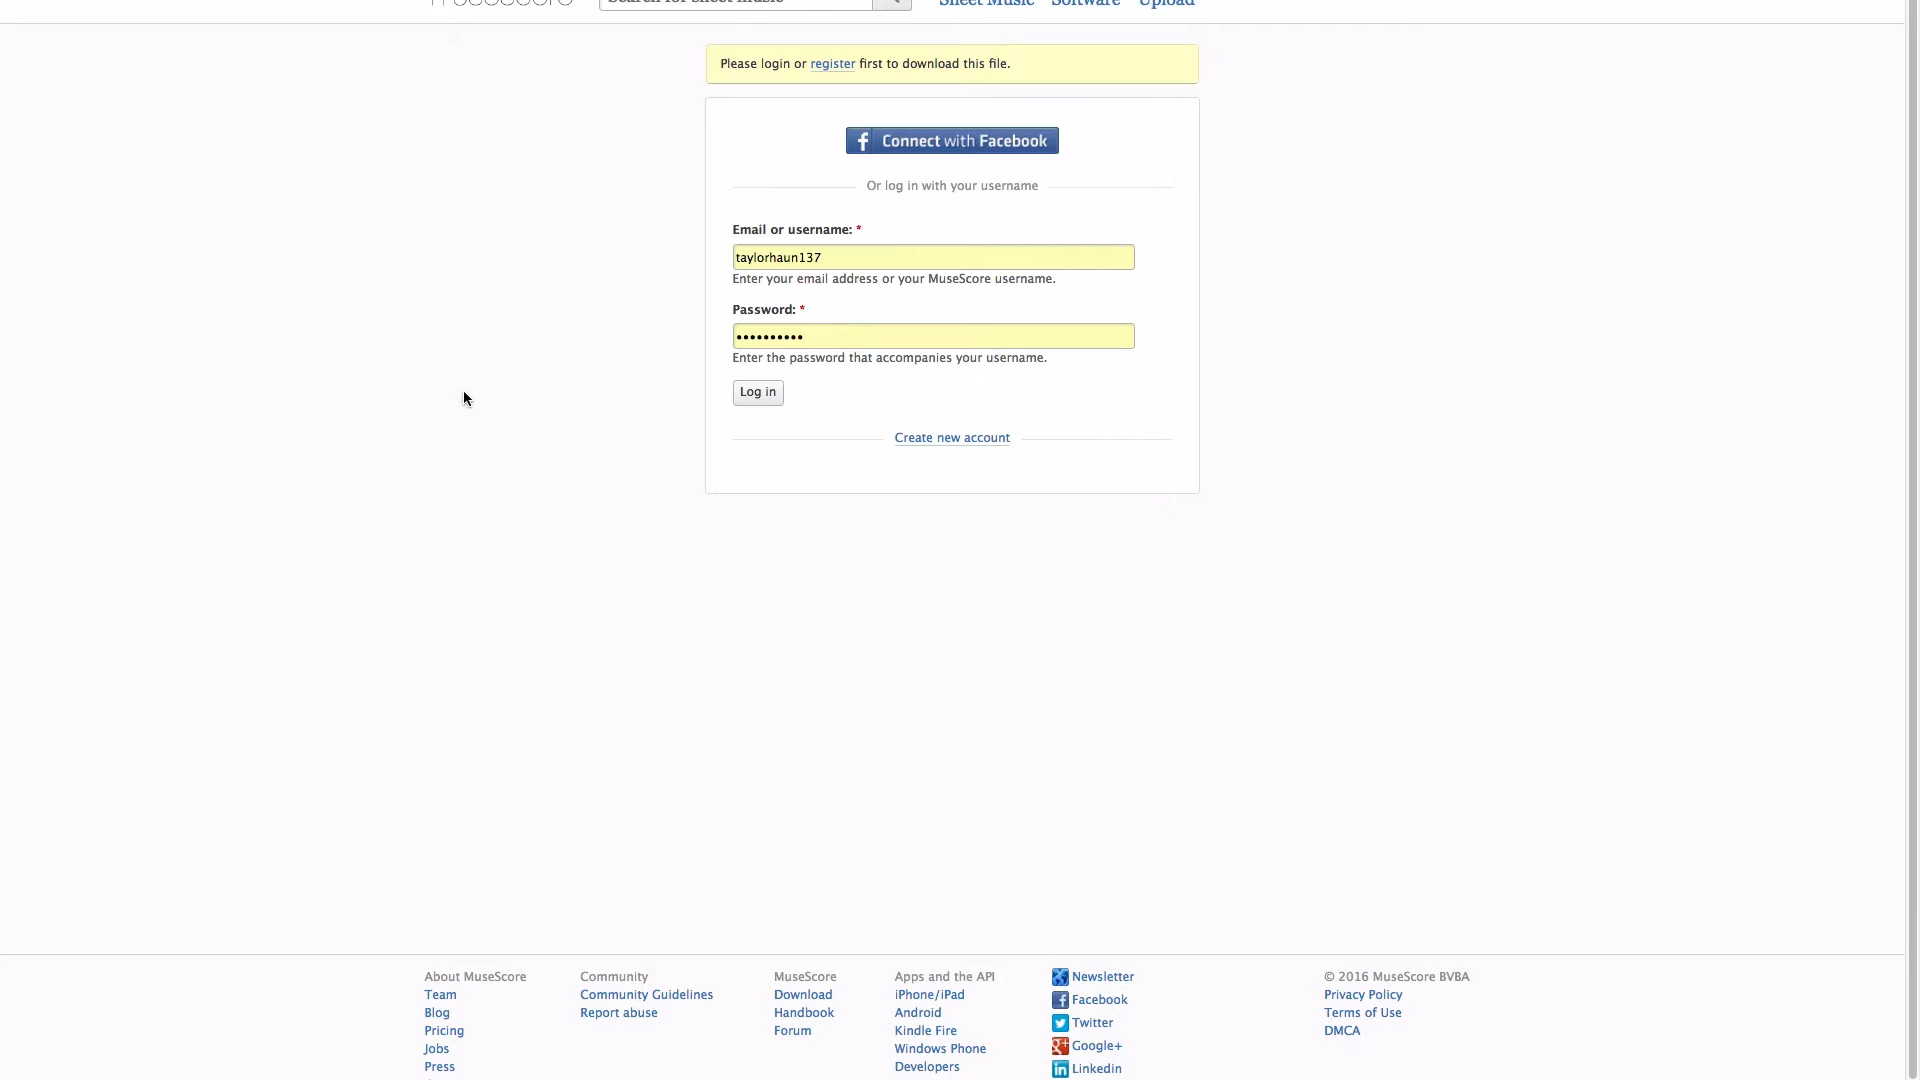 Sheet Music Software Upload
Please login or register first to download this file.
Connect with Facebook
Or log in with your username
Email or username: *
taylorhaun137
Enter your email address or your MuseScore username.
Password: *
••••••••••
Enter the password that accompanies your username.
Log in
Create new account
About MuseScore
Team
Blog
Pricing
Jobs
Press
Community
Community Guidelines
Report abuse
MuseScore
Download
Handbook
Forum
Apps and the API
iPhone/iPad
Android
Kindle Fire
Windows Phone
Developers
Newsletter
Facebook
Twitter
Google+
Linkedin
© 2016 MuseScore BVBA
Privacy Policy
Terms of Use
DMCA